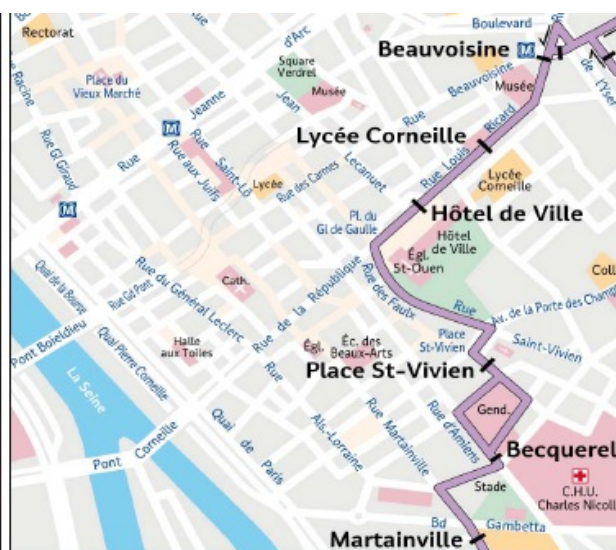 Boulevard
Rectorat
d'Arc
Beauvoisine
M
Square
Verdrel
Musée
Beauvoisine
Musée
de l'Yse
Rue Racine
Place du
Vieux Marché
Jeanne
Jean
Rue
Ricard
M
Lycée Corneille
Rue Gl Giraud
Rue
Rue aux Juifs
Rue
Saint-Lô
Lecanuet
Rue Louis
Lycée
Corneille
Lycée
Rue des Carmes
M
Pl. du
Gl de Gaulle
Hôtel de Ville
Hôtel
de Ville
Égl.
St-Ouen
Quai de la Bourse
Rue Gd Pont
Rue du Général Leclerc
Cath.
Rue de la République
Rue des Faulx
Coll
Rue
Av. de la Porte des Champ
Pont Boieldieu
Quai Pierre Corneille
Halle
aux Toiles
Égl.
Éc. des
Beaux-Arts
Place
St-Vivien
Saint-Vivien
La Seine
Rue
Place St-Vivien
Als.-Lorraine
Rue Martainville
Rue d'Amiens
Gend.
Quai de Paris
Pont Corneille
Becquerel
C.H.U.
Charles Nicoll
Stade
Bd Gambetta
Martainville